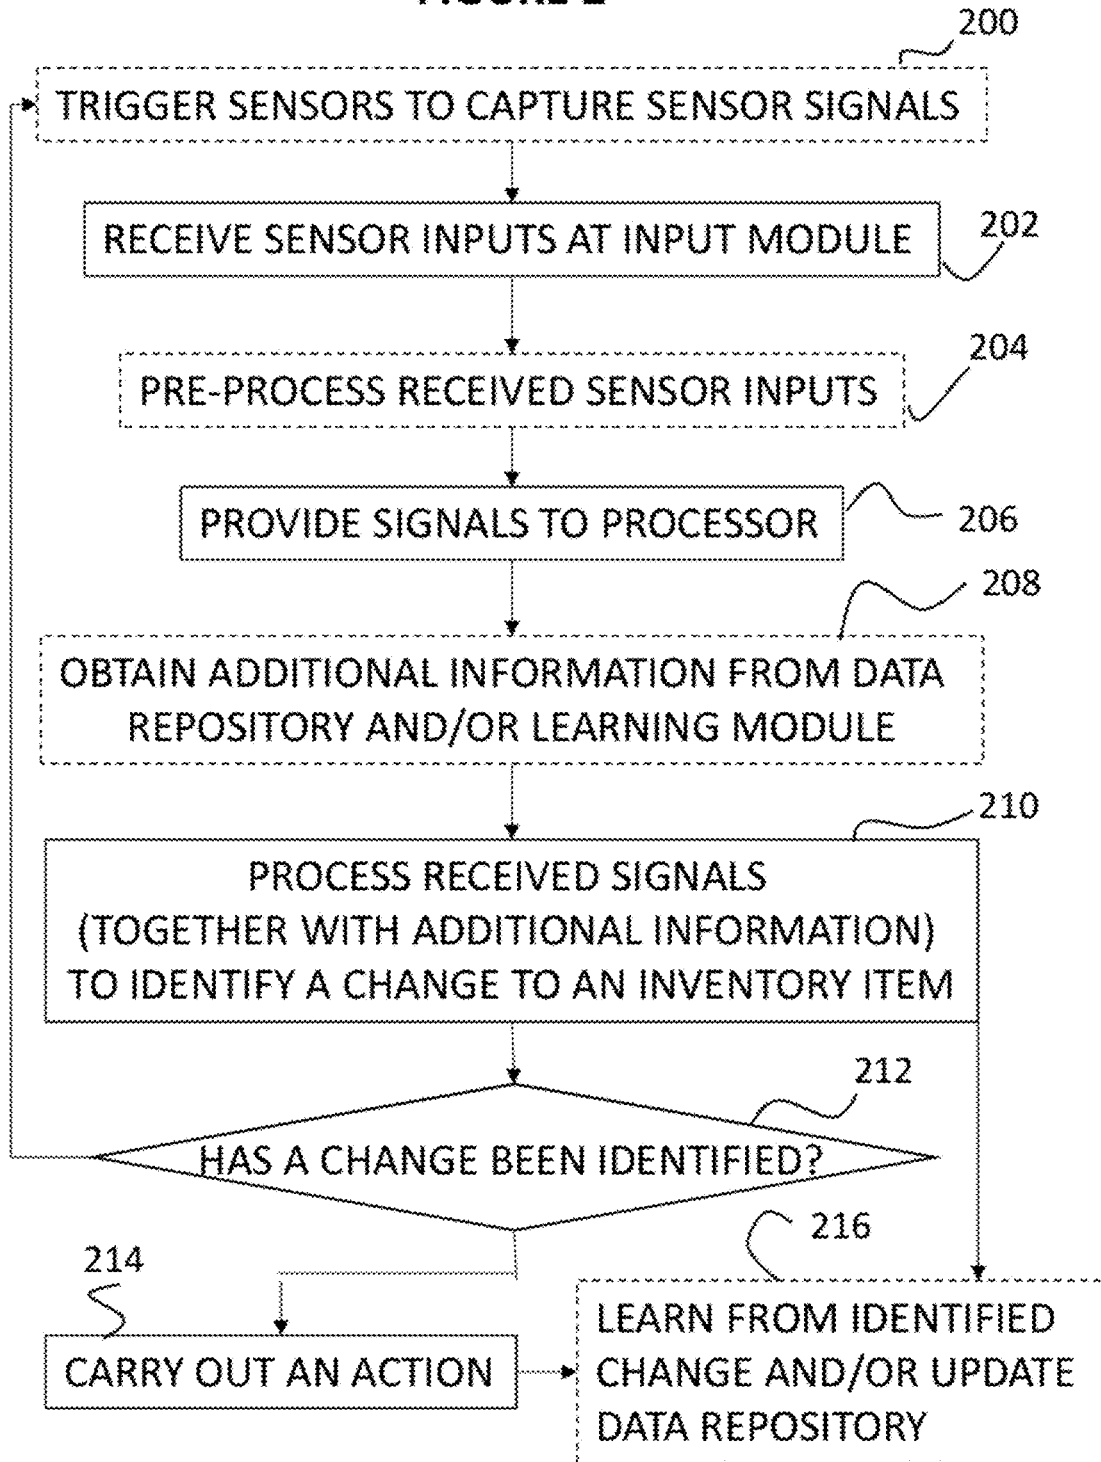 200
TRIGGER SENSORS TO CAPTURE SENSOR SIGNALS
RECEIVE SENSOR INPUTS AT INPUT MODULE
202
204
PRE-PROCESS RECEIVED SENSOR INPUTS
PROVIDE SIGNALS TO PROCESSOR
206
208
OBTAIN ADDITIONAL INFORMATION FROM DATA
REPOSITORY AND/OR LEARNING MODULE
210
PROCESS RECEIVED SIGNALS
(TOGETHER WITH ADDITIONAL INFORMATION)
TO IDENTIFY A CHANGE TO AN INVENTORY ITEM
212
HAS A CHANGE BEEN IDENTIFIED?
216
214
CARRY OUT AN ACTION
LEARN FROM IDENTIFIED
CHANGE AND/OR UPDATE
DATA REPOSITORY